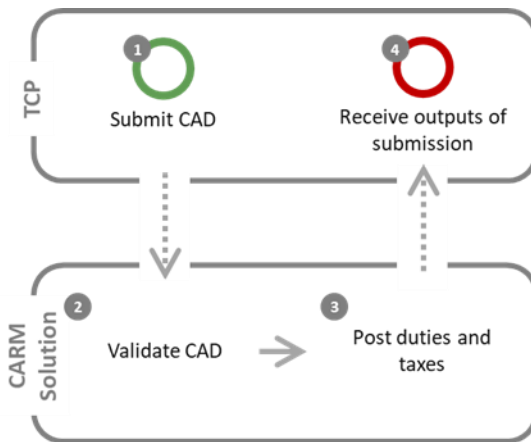 TCP
1
Submit CAD
4
Receive outputs of
submission
CARM
Solution
2
Validate CAD
3
Post duties and
taxes